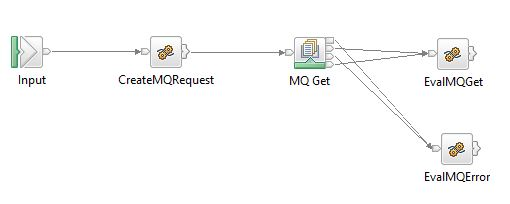 Input
CreateMQRequest
MQ Get
EvalMQGet
EvalMQError